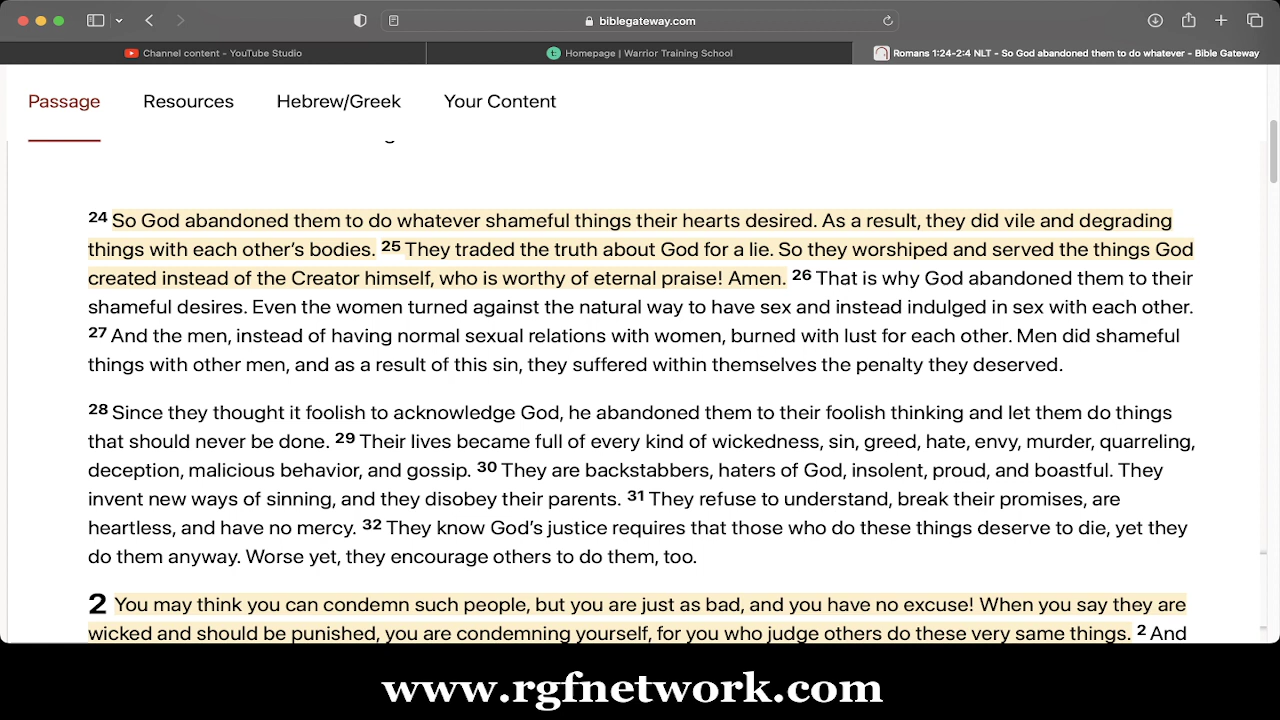 biblegateway.com
Channel content - YouTube Studio
Homepage | Warrior Training School
Romans 1:24-2:4 NLT - So God abandoned them to do whatever - Bible Gateway
Passage
Resources
Hebrew/Greek
Your Content
24 So God abandoned them to do whatever shameful things their hearts desired. As a result, they did vile and degrading
things with each other’s bodies. 25 They traded the truth about God for a lie. So they worshiped and served the things God
created instead of the Creator himself, who is worthy of eternal praise! Amen. 26 That is why God abandoned them to their
shameful desires. Even the women turned against the natural way to have sex and instead indulged in sex with each other.
27 And the men, instead of having normal sexual relations with women, burned with lust for each other. Men did shameful
things with other men, and as a result of this sin, they suffered within themselves the penalty they deserved.
28 Since they thought it foolish to acknowledge God, he abandoned them to their foolish thinking and let them do things
that should never be done. 29 Their lives became full of every kind of wickedness, sin, greed, hate, envy, murder, quarreling,
deception, malicious behavior, and gossip. 30 They are backstabbers, haters of God, insolent, proud, and boastful. They
invent new ways of sinning, and they disobey their parents. 31 They refuse to understand, break their promises, are
heartless, and have no mercy. 32 They know God’s justice requires that those who do these things deserve to die, yet they
do them anyway. Worse yet, they encourage others to do them, too.
2 You may think you can condemn such people, but you are just as bad, and you have no excuse! When you say they are
wicked and should be punished, you are condemning yourself, for you who judge others do these very same things. 2 And
www.rgfnetwork.com